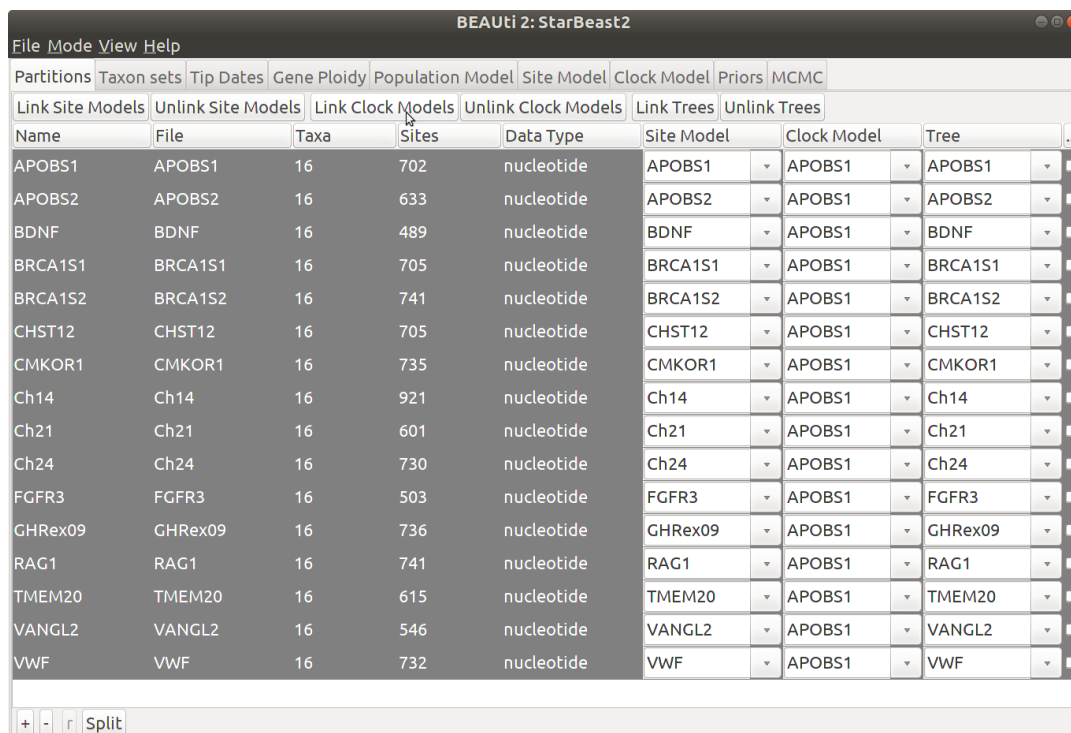 BEAUti 2: StarBeast2
File Mode View Help
Partitions Taxon sets Tip Dates Gene Ploidy Population Model Site Model Clock Model Priors MCMC
Link Site Models Unlink Site Models Link Clock Models Unlink Clock Models Link Trees Unlink Trees
Name File Taxa Sites Data Type Site Model Clock Model Tree ..
APOBS1 APOBS1 16 702 nucleotide APOBS1 APOBS1 APOBS1
APOBS2 APOBS2 16 633 nucleotide APOBS2 APOBS1 APOBS2
BDNF BDNF 16 489 nucleotide BDNF APOBS1 BDNF
BRCA1S1 BRCA1S1 16 705 nucleotide BRCA1S1 APOBS1 BRCA1S1
BRCA1S2 BRCA1S2 16 741 nucleotide BRCA1S2 APOBS1 BRCA1S2
CHST12 CHST12 16 705 nucleotide CHST12 APOBS1 CHST12
CMKOR1 CMKOR1 16 735 nucleotide CMKOR1 APOBS1 CMKOR1
Ch14 Ch14 16 921 nucleotide Ch14 APOBS1 Ch14
Ch21 Ch21 16 601 nucleotide Ch21 APOBS1 Ch21
Ch24 Ch24 16 730 nucleotide Ch24 APOBS1 Ch24
FGFR3 FGFR3 16 503 nucleotide FGFR3 APOBS1 FGFR3
GHRex09 GHRex09 16 736 nucleotide GHRex09 APOBS1 GHRex09
RAG1 RAG1 16 741 nucleotide RAG1 APOBS1 RAG1
TMEM20 TMEM20 16 615 nucleotide TMEM20 APOBS1 TMEM20
VANGL2 VANGL2 16 546 nucleotide VANGL2 APOBS1 VANGL2
VWF VWF 16 732 nucleotide VWF APOBS1 VWF
+ - r Split